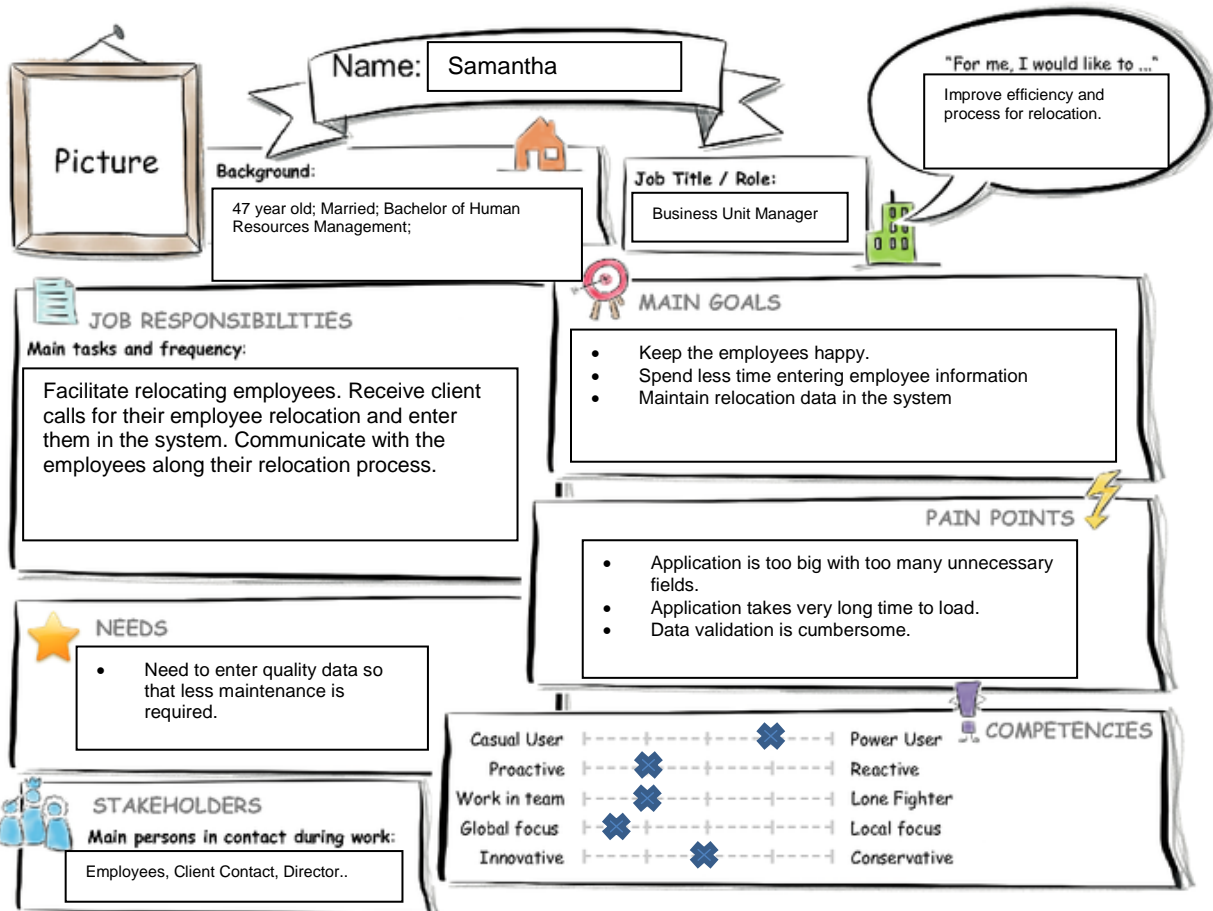 Name: Samantha
"For me, I would like to ..."
Improve efficiency and
process for relocation.
Picture
Background:
47 year old; Married; Bachelor of Human
Resources Management;
Job Title / Role:
Business Unit Manager
JOB RESPONSIBILITIES
Main tasks and frequency:
Facilitate relocating employees. Receive client
calls for their employee relocation and enter
them in the system. Communicate with the
employees along their relocation process.
MAIN GOALS
• Keep the employees happy.
• Spend less time entering employee information
• Maintain relocation data in the system
PAIN POINTS
• Application is too big with too many unnecessary
fields.
• Application takes very long time to load.
• Data validation is cumbersome.
NEEDS
• Need to enter quality data so
that less maintenance is
required.
STAKEHOLDERS
Main persons in contact during work:
Employees, Client Contact, Director..
COMPETENCIES
Casual User Power User
Proactive Reactive
Work in team Lone Fighter
Global focus Local focus
Innovative Conservative